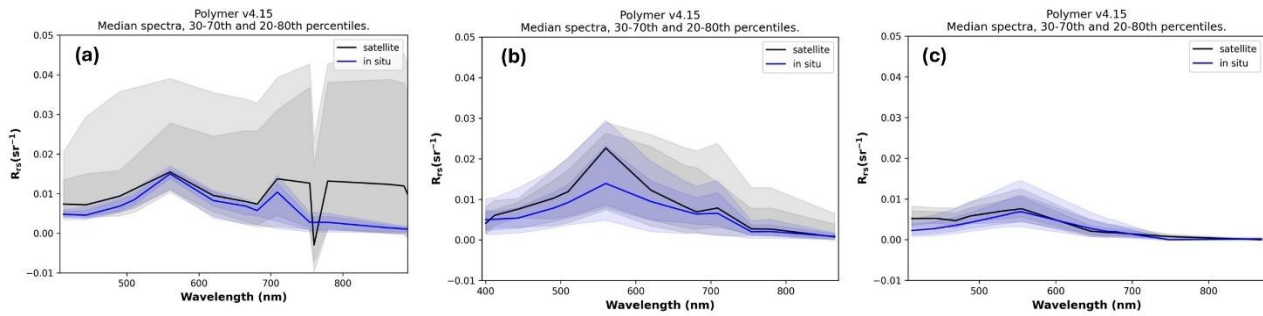 Polymer v4.15
Median spectra, 30-70th and 20-80th percentiles.
(a)
satellite
in situ
0.05
0.04
0.03
0.02
0.01
0.00
−0.01
Rrs(sr−1)
500
600
700
800
Wavelength (nm)
Polymer v4.15
Median spectra, 30-70th and 20-80th percentiles.
(b)
satellite
in situ
0.05
0.04
0.03
0.02
0.01
0.00
−0.01
Rrs(sr−1)
400
500
600
700
800
Wavelength (nm)
Polymer v4.15
Median spectra, 30-70th and 20-80th percentiles.
(c)
satellite
in situ
0.05
0.04
0.03
0.02
0.01
0.00
−0.01
Rrs(sr−1)
500
600
700
800
Wavelength (nm)